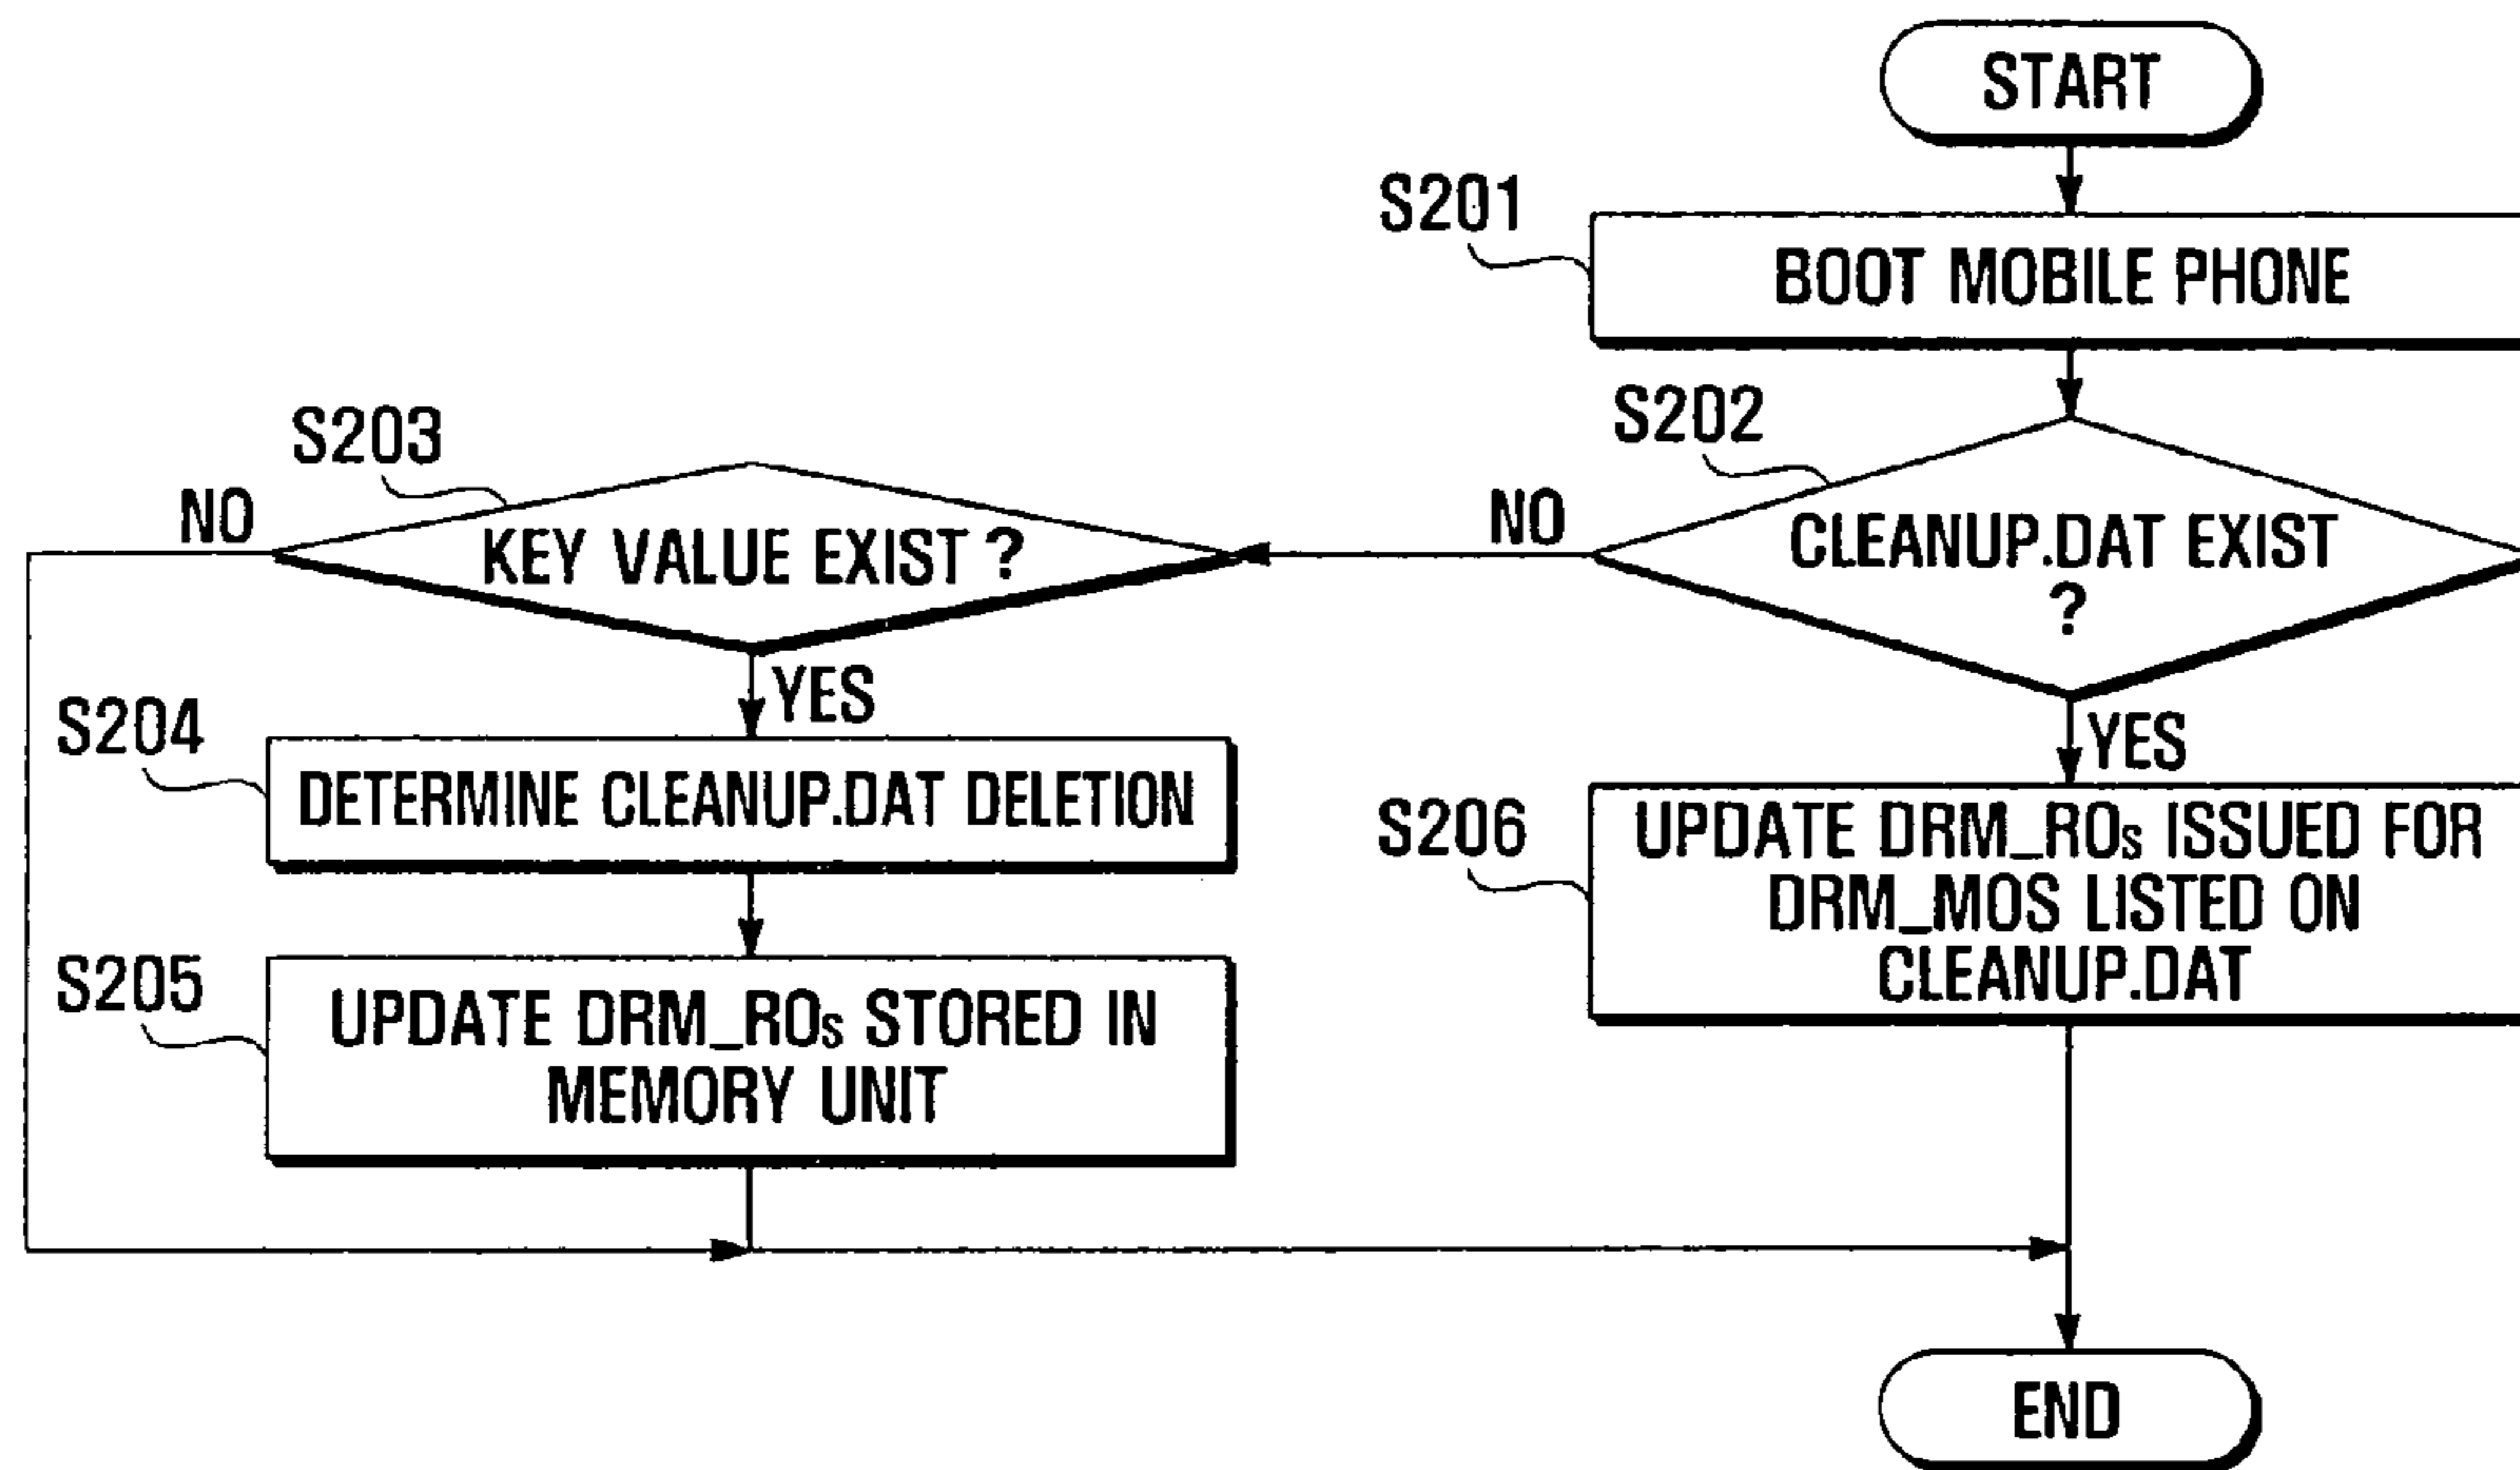 START
S201
BOOT MOBILE PHONE
S202
CLEANUP.DAT EXIST
?
NO
YES
S203
KEY VALUE EXIST ?
NO
YES
S204
DETERMINE CLEANUP.DAT DELETION
S205
UPDATE DRM_ROs STORED IN
MEMORY UNIT
S206
UPDATE DRM_ROs ISSUED FOR
DRM_MOS LISTED ON
CLEANUP.DAT
END